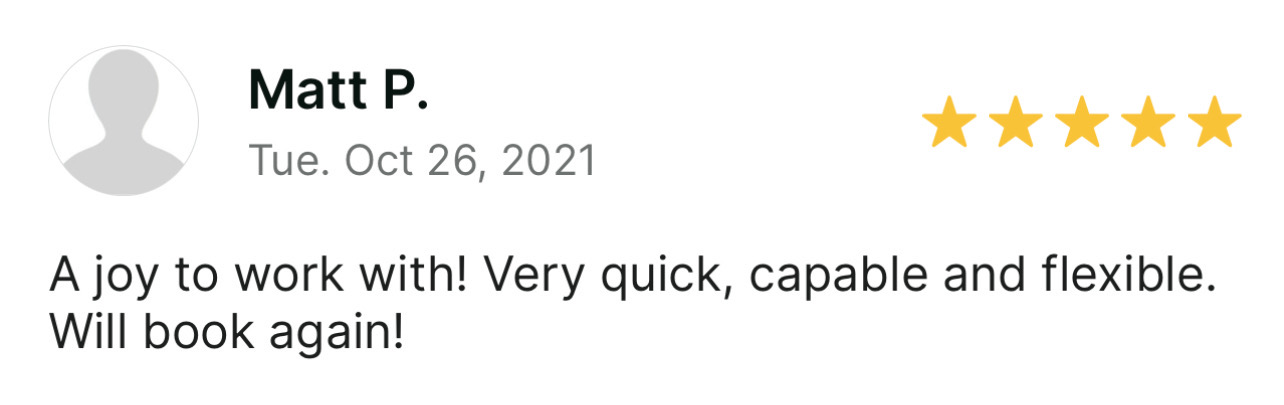 Matt P.
Tue. Oct 26, 2021
A joy to work with! Very quick, capable and flexible.
Will book again!